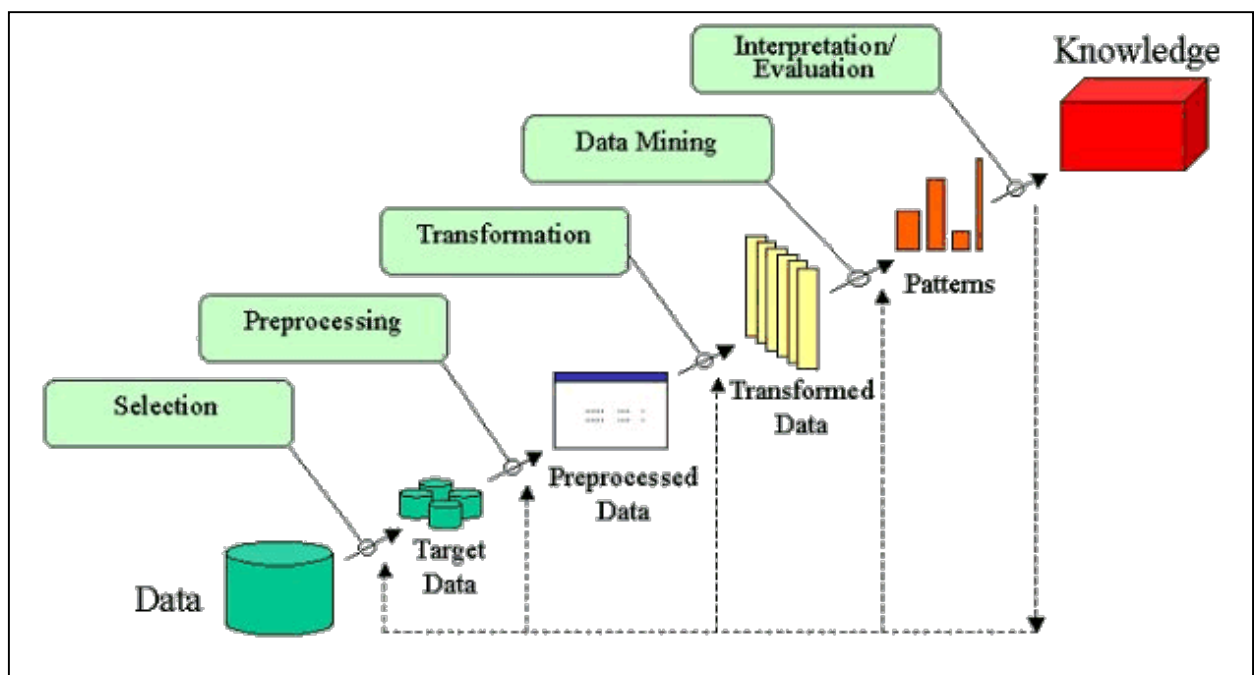 Interpretation/
Evaluation
Knowledge
Data Mining
Transformation
Patterns
Preprocessing
Transformed
Data
Selection
Preprocessed
Data
Target
Data
Data